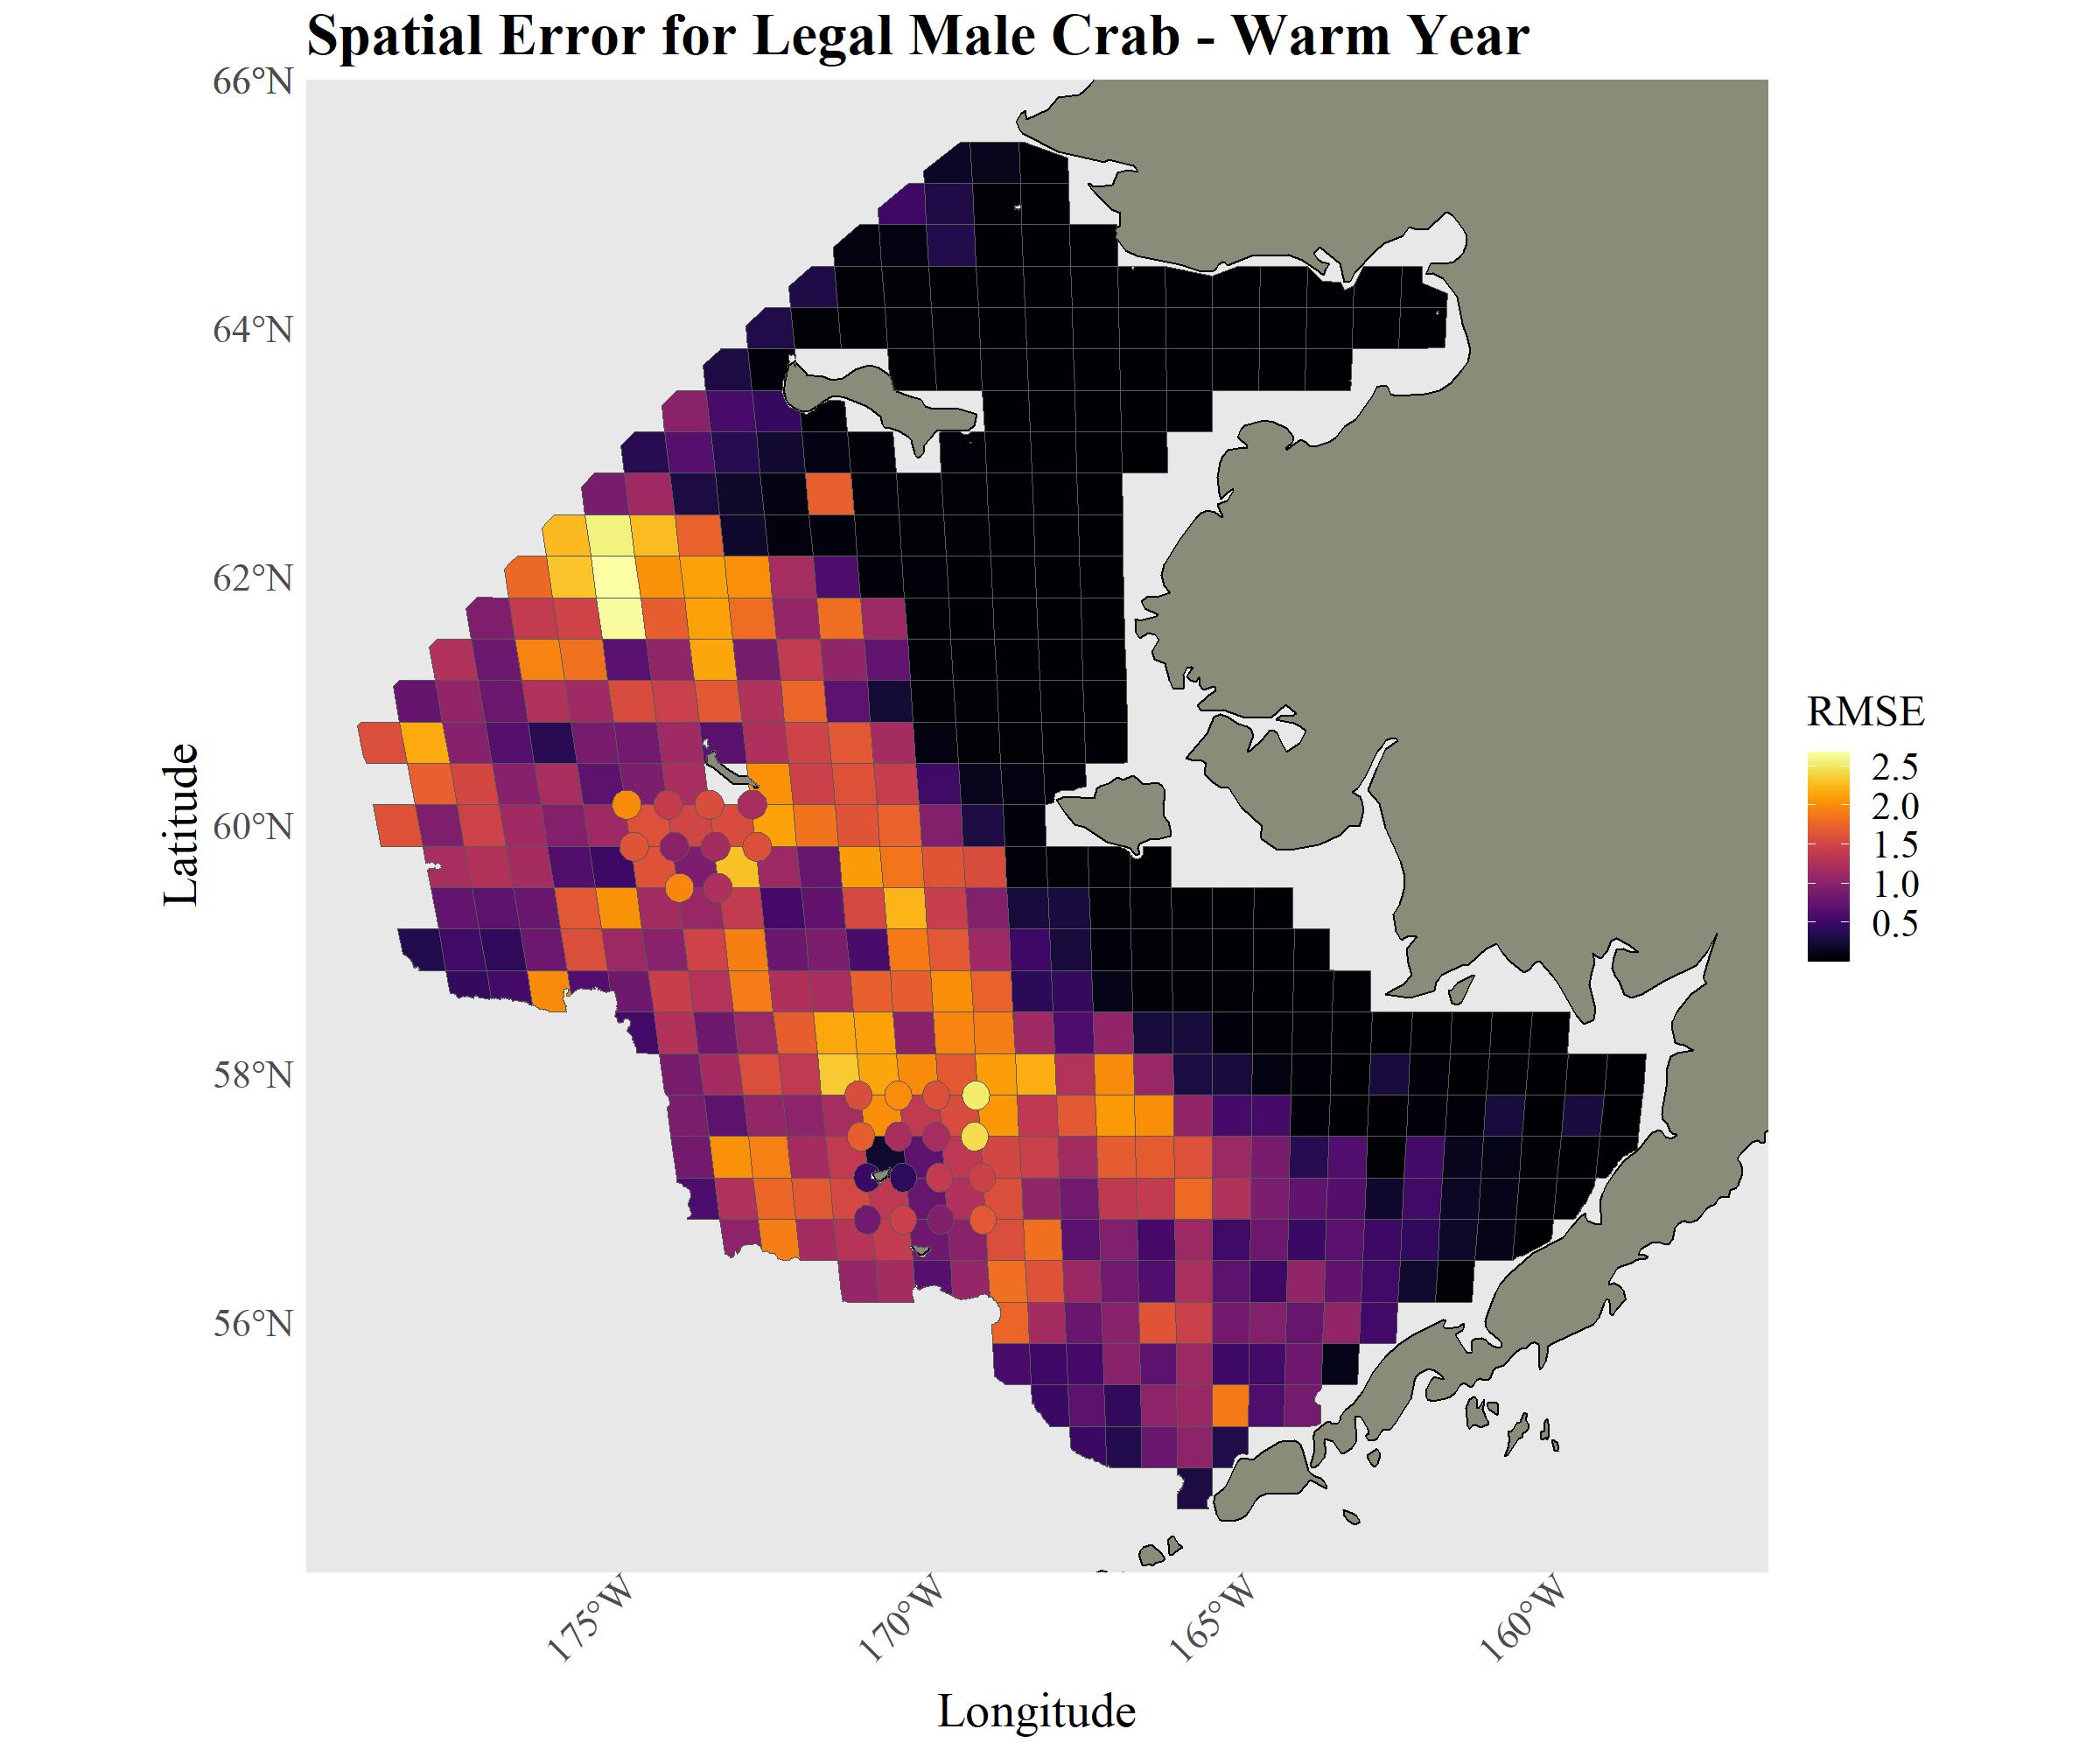 Spatial Error for Legal Male Crab - Warm Year
66°N
64°N
62°N
60°N
58°N
56°N
Latitude
175°W
170°W
165°W
160°W
Longitude
RMSE
2.5
2.0
1.5
1.0
0.5